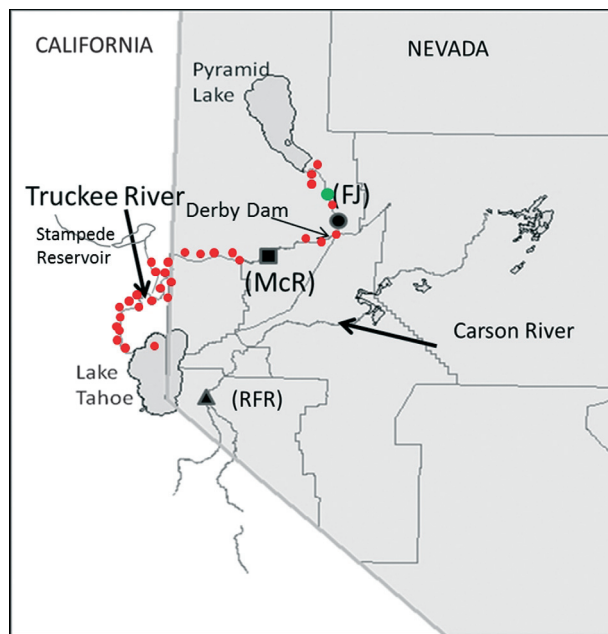 CALIFORNIA
NEVADA
Pyramid
Lake
Truckee River
(FJ)
Derby Dam
Stampede
Reservoir
(McR)
Carson River
Lake
Tahoe
(RFR)